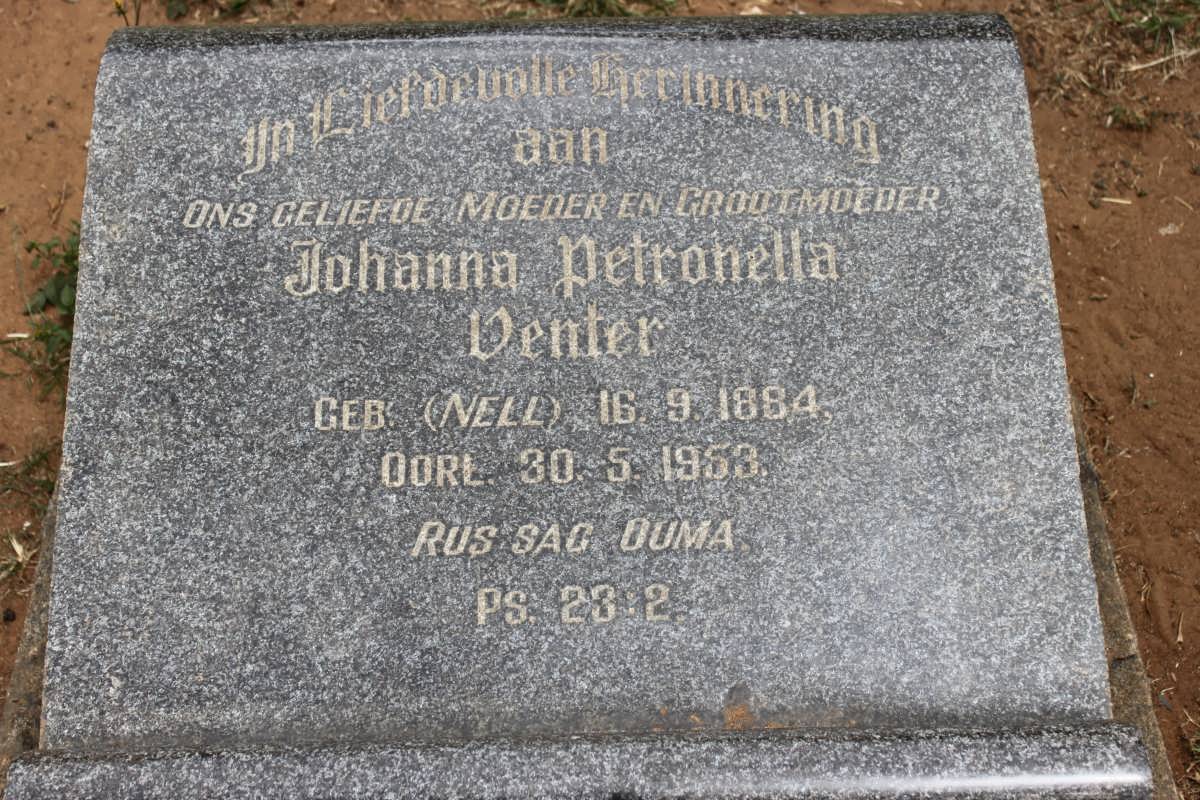 In Liefdevolle Herinnering
aan
ONS GELIEFDE MOEDER EN GROOTMOEDER
Johanna Petronella
Venter
GEB. (NELL) 16. 9. 1884.
OORL. 30. 5. 1953.
RUS SAG OUMA.
PS. 23:2.